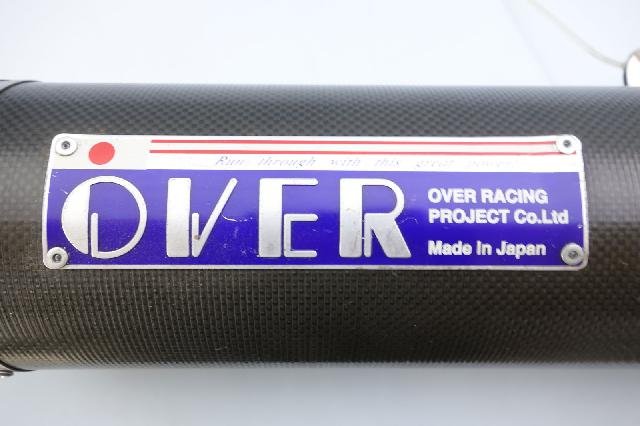 Run through with this great power
OVER
OVER RACING
PROJECT Co.Ltd
Made In Japan